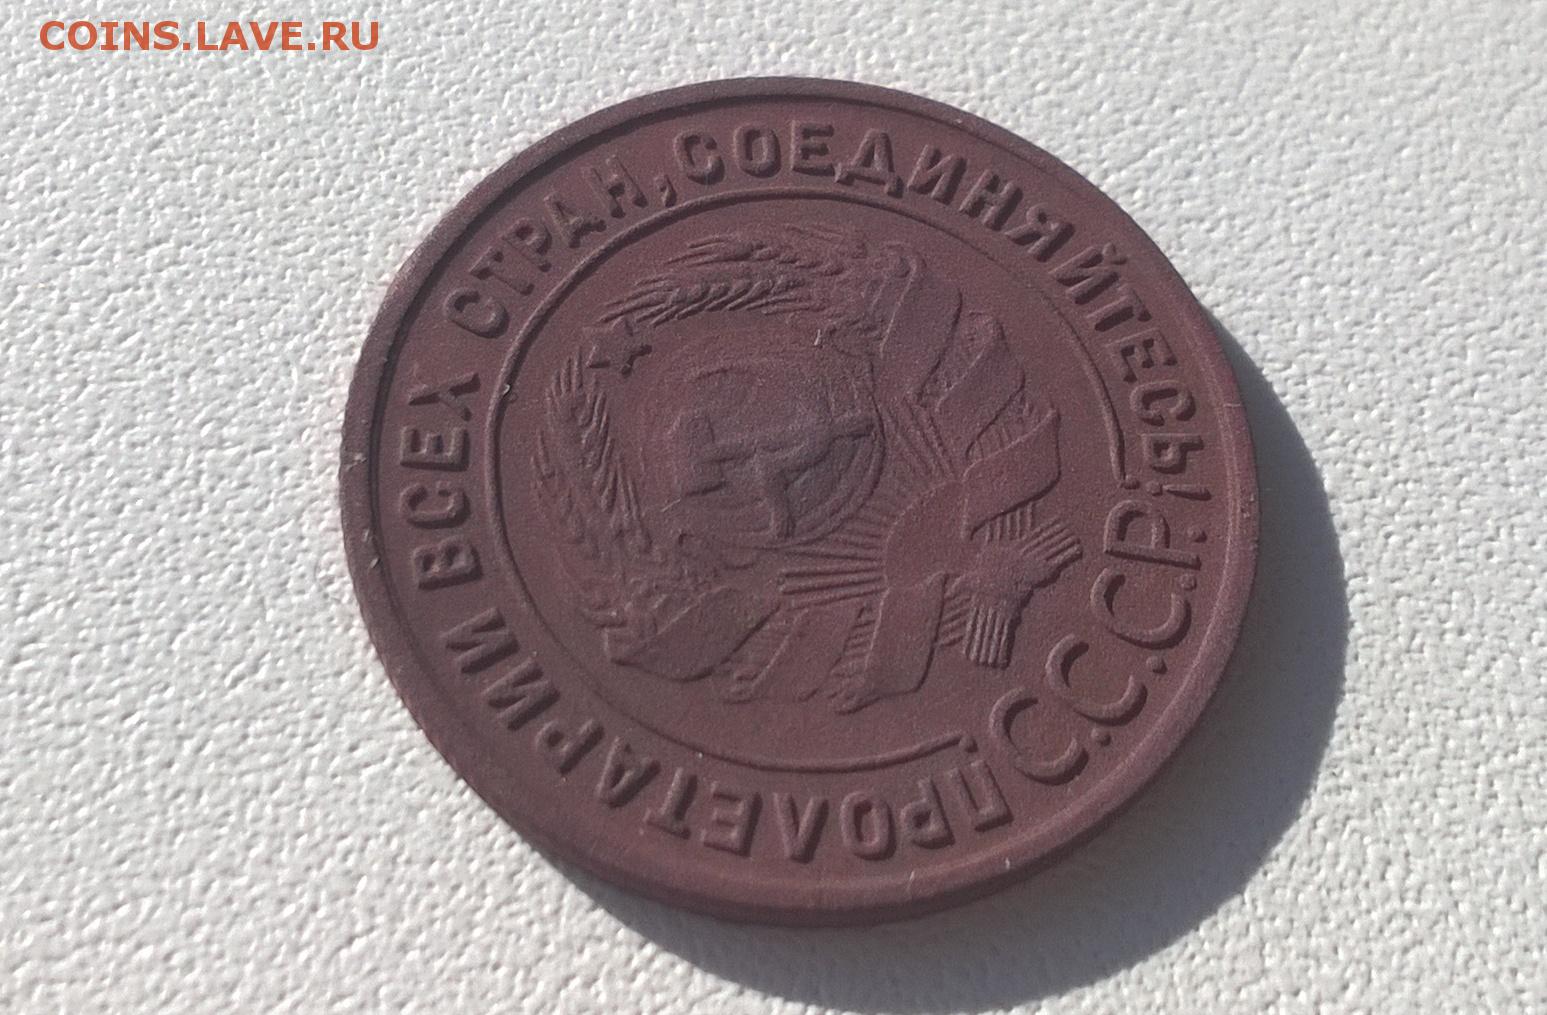 COINS.LAVE.RU
ПРОЛЕТАРИИ ВСЕХ СТРАН, СОЕДИНЯЙТЕСЬ!
С.С.С.Р.